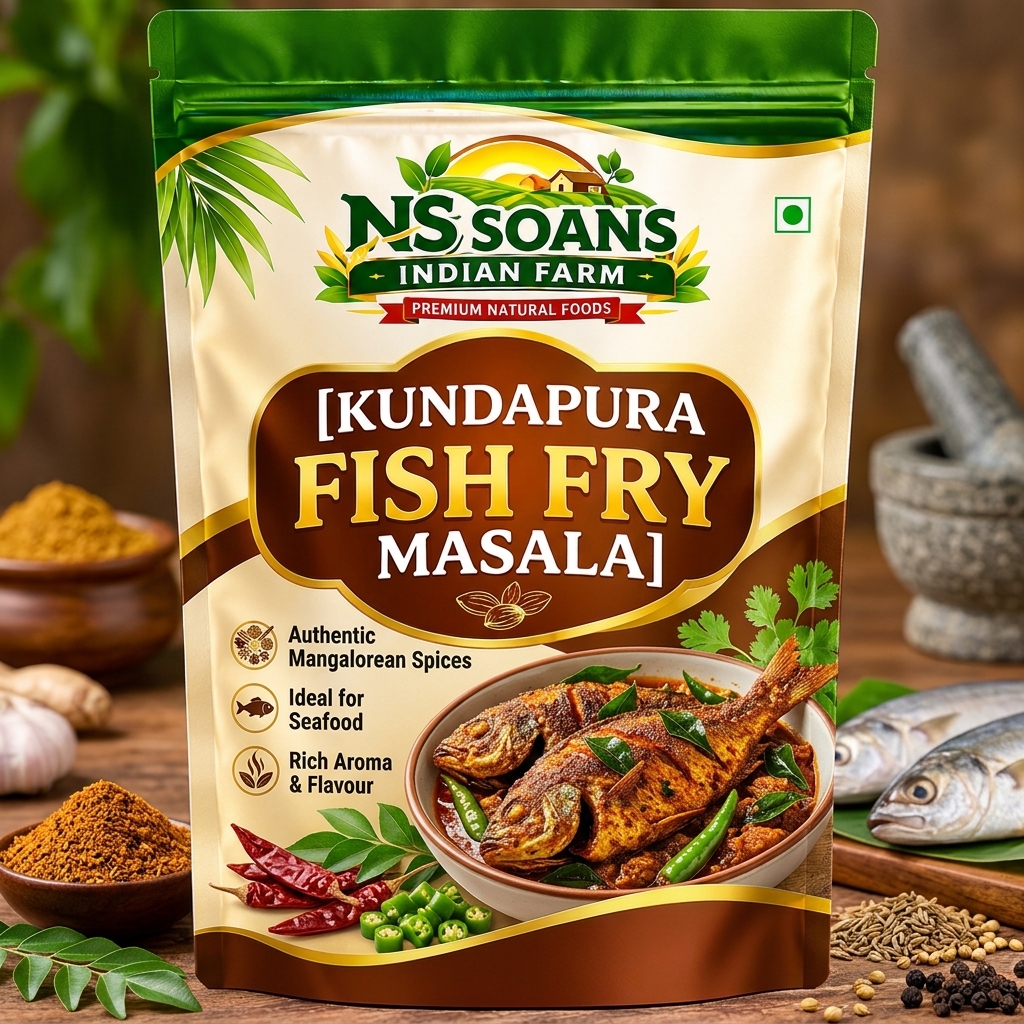 NS SOANS
INDIAN FARM
PREMIUM NATURAL FOODS
[KUNDAPURA
FISH FRY
MASALA]
Authentic
Mangalorean Spices
Ideal for
Seafood
Rich Aroma
& Flavour